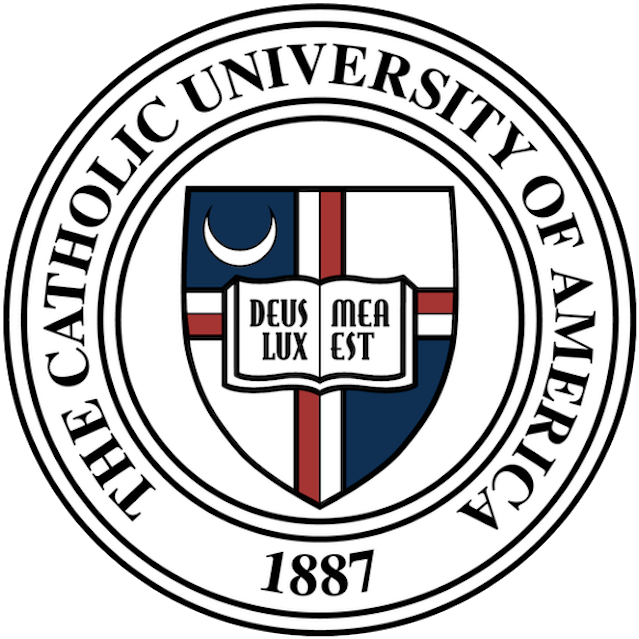 THE CATHOLIC UNIVERSITY OF AMERICA
DEUS MEA
LUX EST
1887